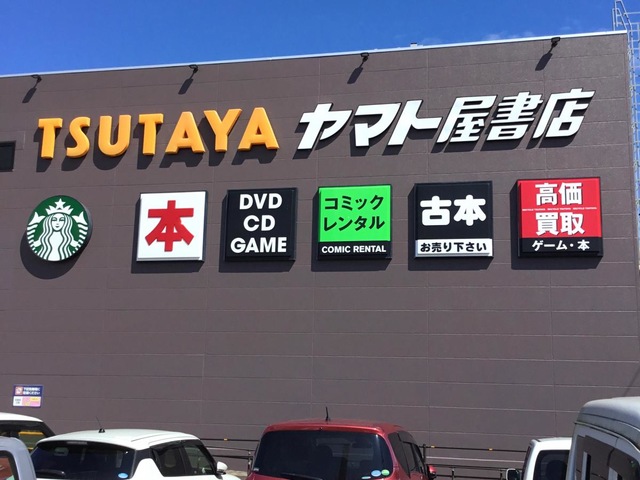 TSUTAYA ヤマト屋書店
本
DVD
CD
GAME
コミック
レンタル
COMIC RENTAL
古本
お売り下さい
高価
買取
ゲーム・本